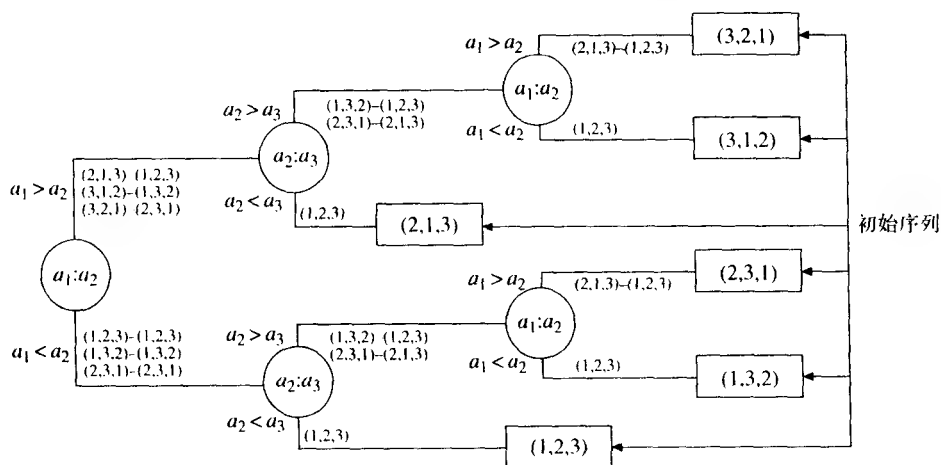 a1>a2
(2,1,3)–(1,2,3)
(3,2,1)
a1:a2
a2>a3
(1,3,2)–(1,2,3)
(2,3,1)–(2,1,3)
a1<a2
(1,2,3)
(3,1,2)
a2:a3
a1>a2
(2,1,3) (1,2,3)
(3,1,2)–(1,3,2)
(3,2,1) (2,3,1)
a2<a3
(1,2,3)
(2,1,3)
初始序列
a1:a2
a1>a2
(2,1,3)–(1,2,3)
(2,3,1)
a1:a2
a1<a2
(1,2,3)–(1,2,3)
(1,3,2)–(1,3,2)
(2,3,1)–(2,3,1)
a2>a3
(1,3,2) (1,2,3)
(2,3,1)–(2,1,3)
a1<a2
(1,2,3)
(1,3,2)
a2:a3
a2<a3
(1,2,3)
(1,2,3)